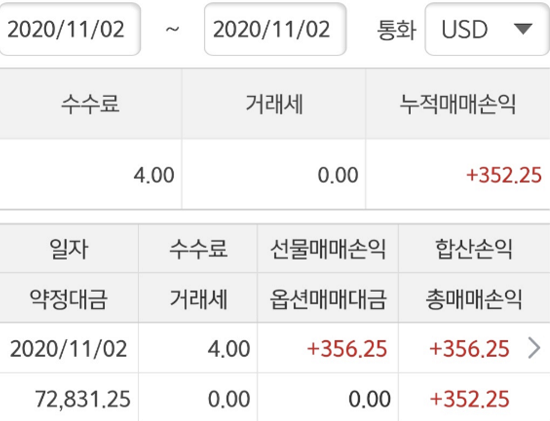 2020/11/02 ~ 2020/11/02 통화 USD
수수료 거래세 누적매매손익
4.00 0.00 +352.25
일자 수수료 선물매매손익 합산손익
약정대금 거래세 옵션매매대금 총매매손익
2020/11/02 4.00 +356.25 +356.25
72,831.25 0.00 0.00 +352.25